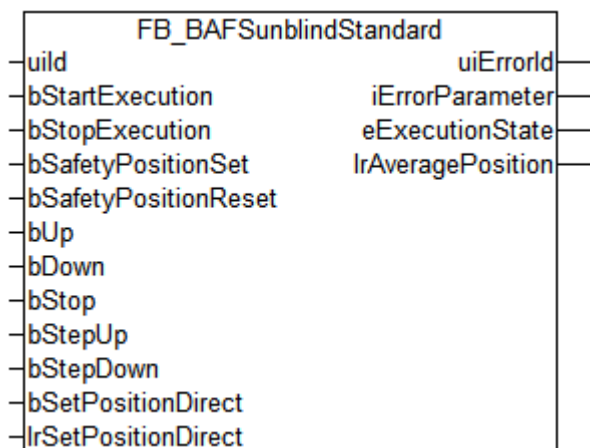 FB_BAFSunblindStandard
uiId uiErrorId
bStartExecution iErrorParameter
bStopExecution eExecutionState
bSafetyPositionSet lrAveragePosition
bSafetyPositionReset
bUp
bDown
bStop
bStepUp
bStepDown
bSetPositionDirect
lrSetPositionDirect